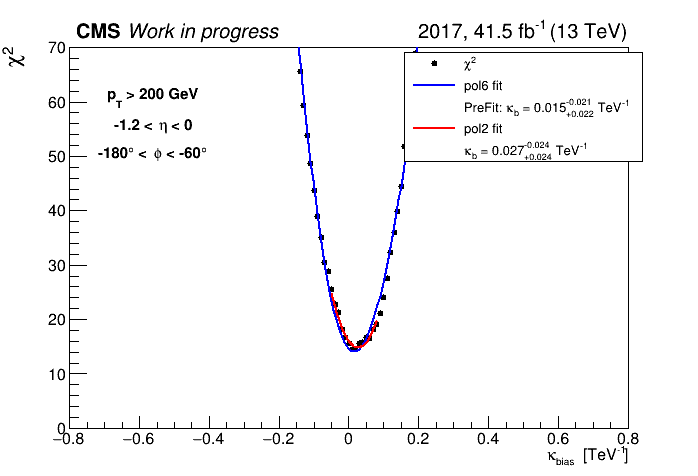 CMS Work in progress
2017, 41.5 fb⁻¹ (13 TeV)
χ²
70
60
50
40
30
20
10
0
p_T > 200 GeV
-1.2 < η < 0
-180° < ϕ < -60°
χ²
pol6 fit
PreFit: κ_b = 0.015^{-0.021}_{+0.022} TeV⁻¹
pol2 fit
κ_b = 0.027^{-0.024}_{+0.024} TeV⁻¹
−0.8 −0.6 −0.4 −0.2 0 0.2 0.4 0.6 0.8
κ_bias [TeV⁻¹]